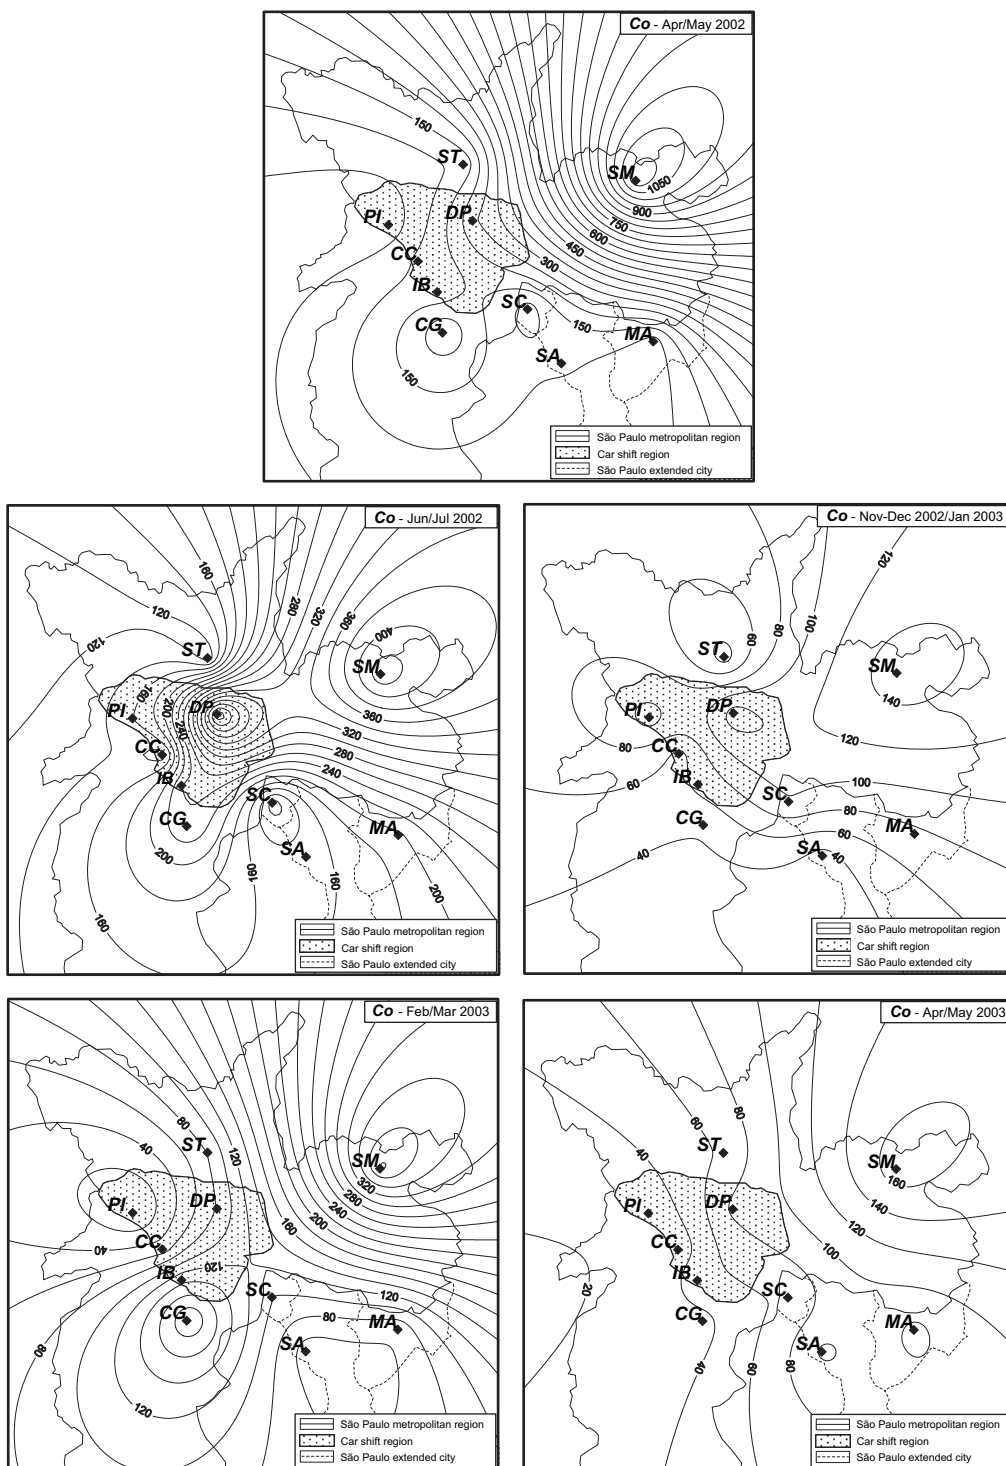 Co - Apr/May 2002
150
ST
SM
1050
900
PI
DP
750
600
CC
450
300
IB
SC
CG
150
MA
SA
150
São Paulo metropolitan region
Car shift region
São Paulo extended city
Co - Jun/Jul 2002
160
280
320
360
120
120
400
ST
SM
160
200
PI
DP
240
360
320
CC
280
240
IB
SC
CG
MA
200
SA
160
160
200
160
São Paulo metropolitan region
Car shift region
São Paulo extended city
Co - Nov-Dec 2002/Jan 2003
120
80
100
60
ST
SM
140
PI
DP
120
80
CC
60
IB
100
SC
80
CG
60
MA
40
SA
40
São Paulo metropolitan region
Car shift region
São Paulo extended city
Co - Feb/Mar 2003
80
40
ST
120
SM
320
280
PI
DP
240
200
160
40
CC
IB
120
SC
120
CG
80
MA
SA
80
120
São Paulo metropolitan region
Car shift region
São Paulo extended city
Co - Apr/May 2003
60
80
40
ST
SM
160
140
PI
DP
120
100
CC
20
IB
SC
CG
MA
SA
40
60
80
São Paulo metropolitan region
Car shift region
São Paulo extended city